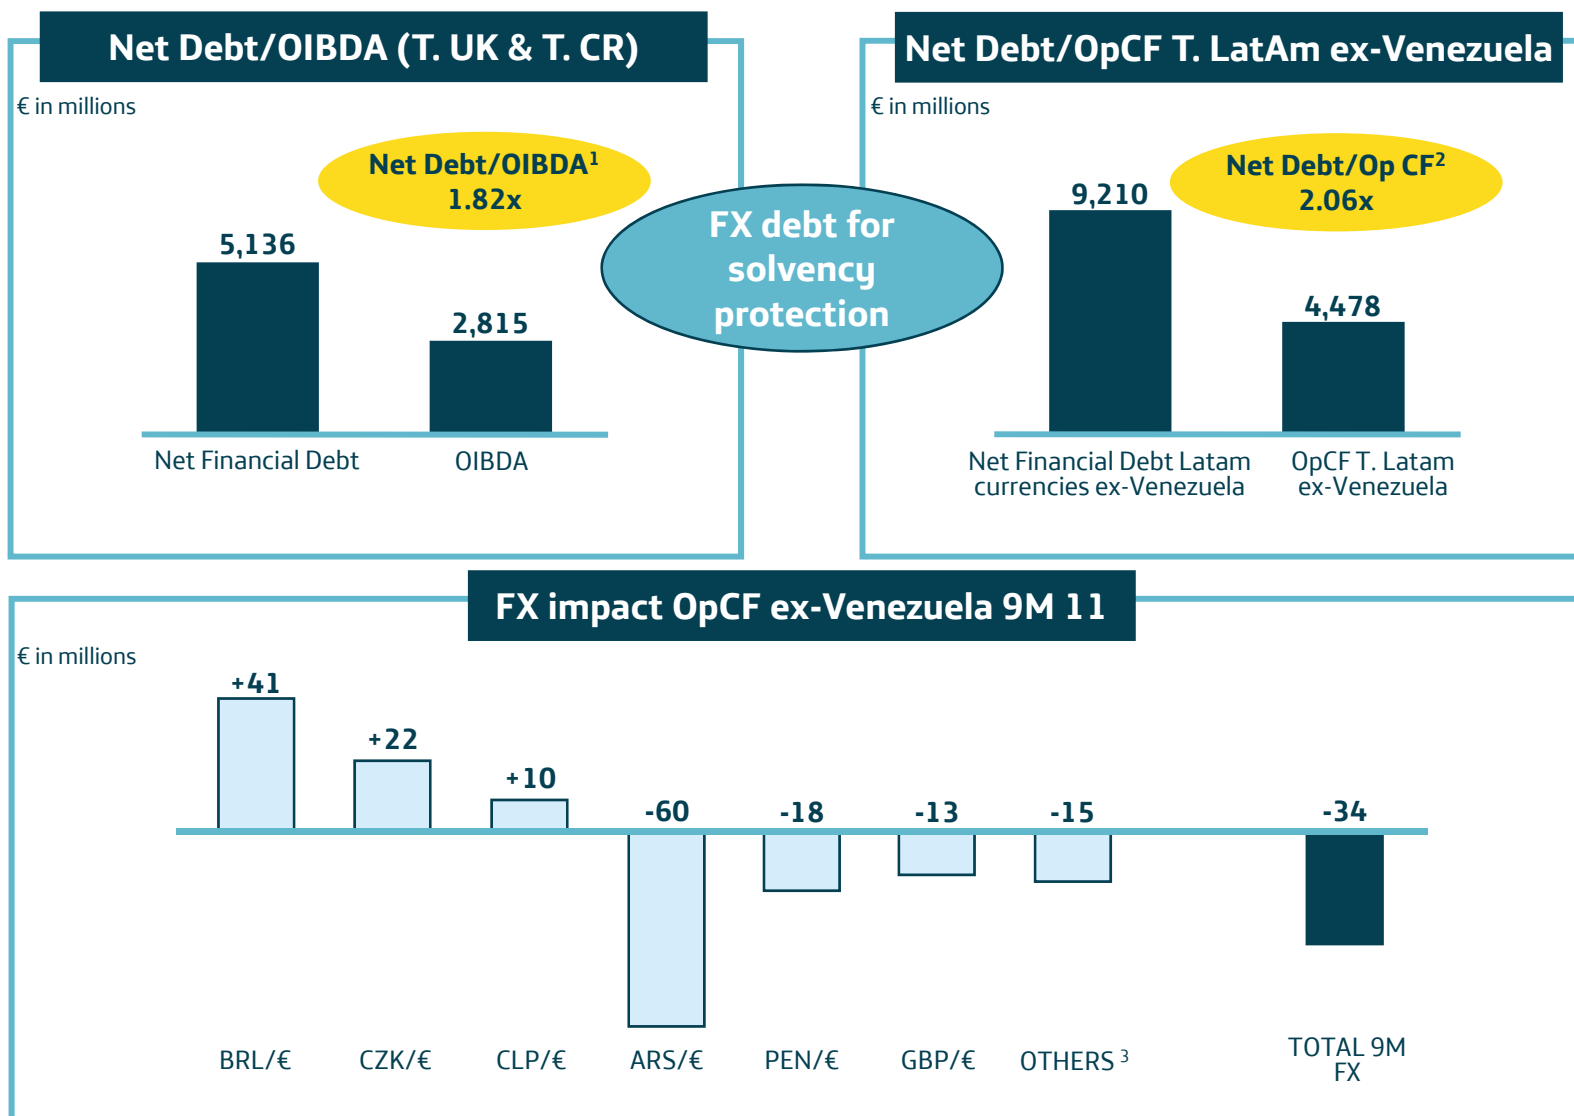 Net Debt/OIBDA (T. UK & T. CR)
€ in millions
Net Debt/OIBDA¹
1.82x
5,136
2,815
Net Financial Debt
OIBDA
FX debt for
solvency
protection
Net Debt/OpCF T. LatAm ex-Venezuela
€ in millions
Net Debt/Op CF²
2.06x
9,210
4,478
Net Financial Debt Latam
currencies ex-Venezuela
OpCF T. Latam
ex-Venezuela
FX impact OpCF ex-Venezuela 9M 11
€ in millions
+41
+22
+10
-60
-18
-13
-15
-34
BRL/€
CZK/€
CLP/€
ARS/€
PEN/€
GBP/€
OTHERS ³
TOTAL 9M
FX